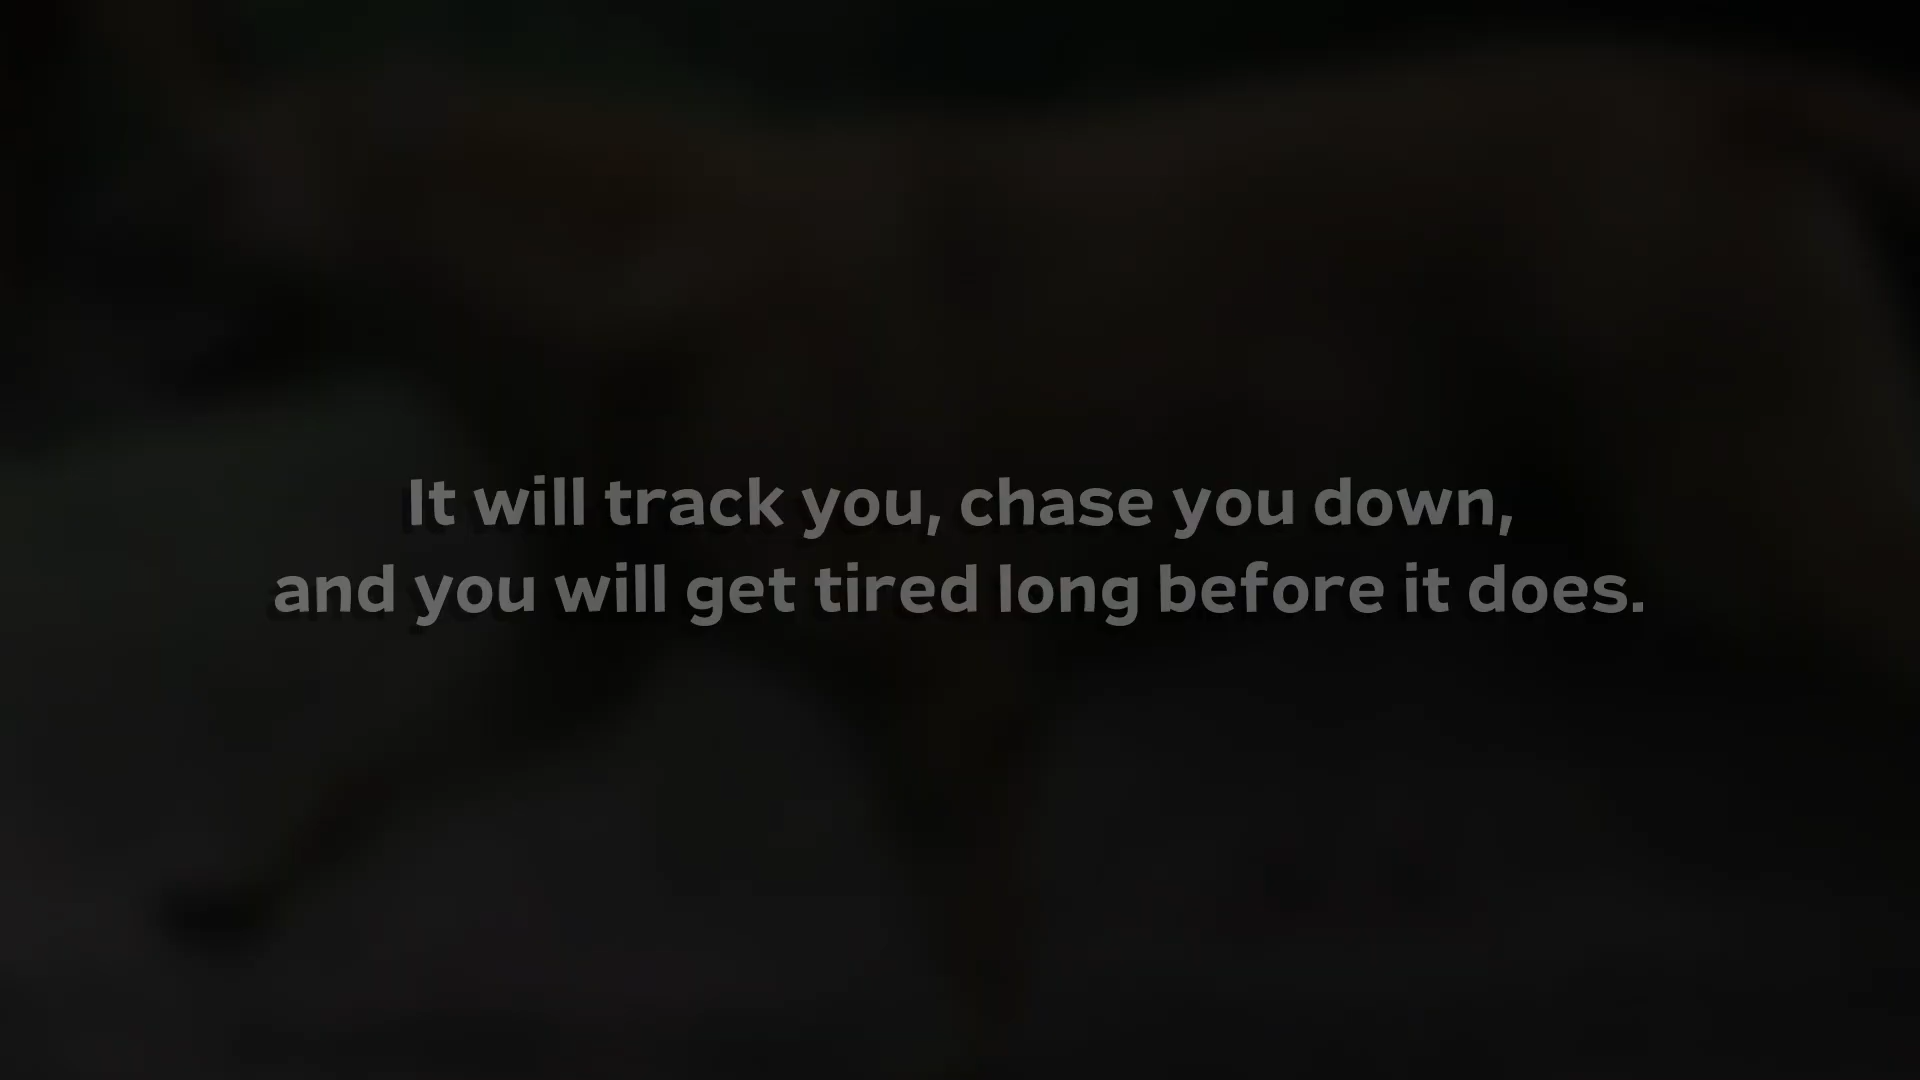 It will track you, chase you down,
and you will get tired long before it does.